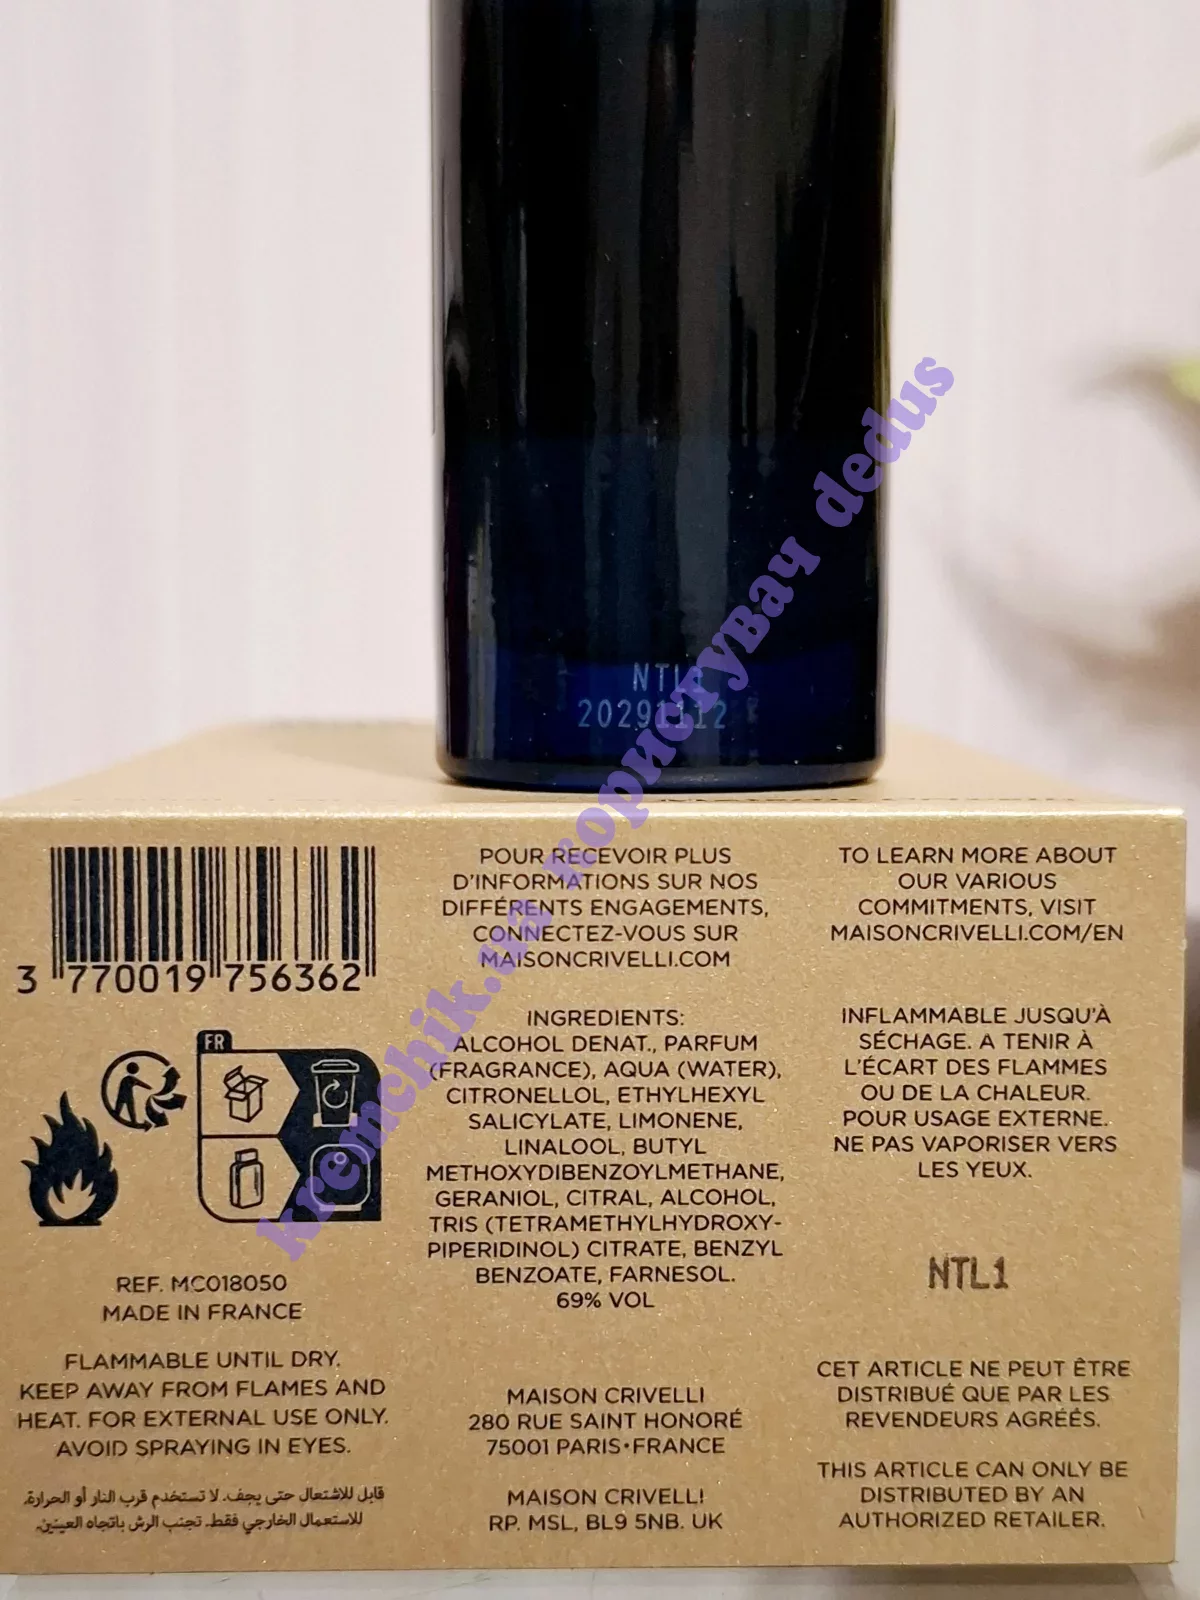 NTL1
20291112
3 770019 756362
FR
REF. MC018050
MADE IN FRANCE
FLAMMABLE UNTIL DRY.
KEEP AWAY FROM FLAMES AND
HEAT. FOR EXTERNAL USE ONLY.
AVOID SPRAYING IN EYES.
قابل للاشتعال حتى يجف. لا تستخدم قرب النار أو الحرارة.
للاستعمال الخارجي فقط. تجنب الرش باتجاه العينين.
POUR RECEVOIR PLUS
D'INFORMATIONS SUR NOS
DIFFÉRENTS ENGAGEMENTS,
CONNECTEZ-VOUS SUR
MAISONCRIVELLI.COM
INGREDIENTS:
ALCOHOL DENAT., PARFUM
(FRAGRANCE), AQUA (WATER),
CITRONELLOL, ETHYLHEXYL
SALICYLATE, LIMONENE,
LINALOOL, BUTYL
METHOXYDIBENZOYLMETHANE,
GERANIOL, CITRAL, ALCOHOL,
TRIS (TETRAMETHYLHYDROXY-
PIPERIDINOL) CITRATE, BENZYL
BENZOATE, FARNESOL.
69% VOL
MAISON CRIVELLI
280 RUE SAINT HONORÉ
75001 PARIS•FRANCE
MAISON CRIVELLI
RP. MSL, BL9 5NB. UK
TO LEARN MORE ABOUT
OUR VARIOUS
COMMITMENTS, VISIT
MAISONCRIVELLI.COM/EN
INFLAMMABLE JUSQU'À
SÉCHAGE. A TENIR À
L'ÉCART DES FLAMMES
OU DE LA CHALEUR.
POUR USAGE EXTERNE.
NE PAS VAPORISER VERS
LES YEUX.
NTL1
CET ARTICLE NE PEUT ÊTRE
DISTRIBUÉ QUE PAR LES
REVENDEURS AGRÉÉS.
THIS ARTICLE CAN ONLY BE
DISTRIBUTED BY AN
AUTHORIZED RETAILER.
kremchik.ua користувач dedus